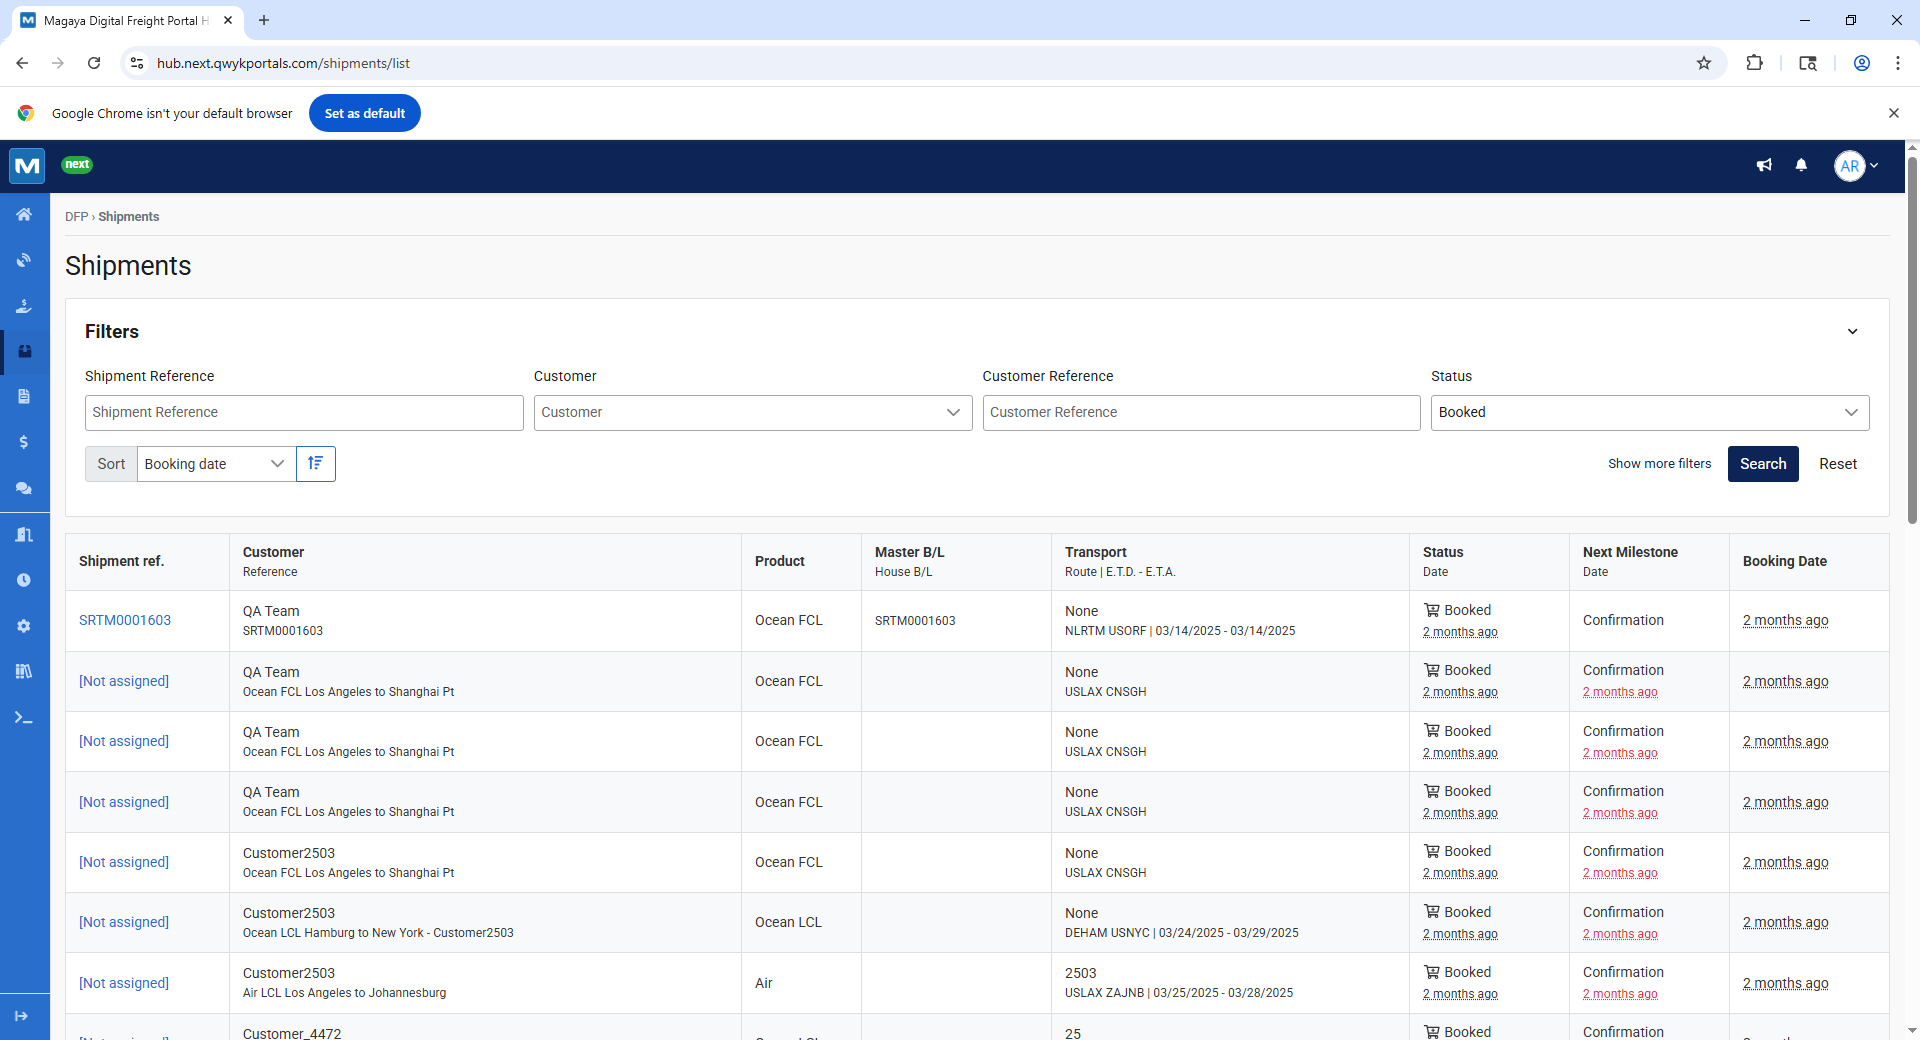 Magaya Digital Freight Portal H
hub.next.qwykportals.com/shipments/list
Google Chrome isn't your default browser
Set as default
M
next
AR
DFP › Shipments
Shipments
Filters
Shipment Reference
Customer
Customer Reference
Status
Shipment Reference
Customer
Customer Reference
Booked
Sort
Booking date
Show more filters
Search
Reset
Shipment ref.
Customer
Reference
Product
Master B/L
House B/L
Transport
Route | E.T.D. - E.T.A.
Status
Date
Next Milestone
Date
Booking Date
SRTM0001603
QA Team
SRTM0001603
Ocean FCL
SRTM0001603
None
NLRTM USORF | 03/14/2025 - 03/14/2025
Booked
2 months ago
Confirmation
2 months ago
[Not assigned]
QA Team
Ocean FCL Los Angeles to Shanghai Pt
Ocean FCL
None
USLAX CNSGH
Booked
2 months ago
Confirmation
2 months ago
2 months ago
[Not assigned]
QA Team
Ocean FCL Los Angeles to Shanghai Pt
Ocean FCL
None
USLAX CNSGH
Booked
2 months ago
Confirmation
2 months ago
2 months ago
[Not assigned]
QA Team
Ocean FCL Los Angeles to Shanghai Pt
Ocean FCL
None
USLAX CNSGH
Booked
2 months ago
Confirmation
2 months ago
2 months ago
[Not assigned]
Customer2503
Ocean FCL Los Angeles to Shanghai Pt
Ocean FCL
None
USLAX CNSGH
Booked
2 months ago
Confirmation
2 months ago
2 months ago
[Not assigned]
Customer2503
Ocean LCL Hamburg to New York - Customer2503
Ocean LCL
None
DEHAM USNYC | 03/24/2025 - 03/29/2025
Booked
2 months ago
Confirmation
2 months ago
2 months ago
[Not assigned]
Customer2503
Air LCL Los Angeles to Johannesburg
Air
2503
USLAX ZAJNB | 03/25/2025 - 03/28/2025
Booked
2 months ago
Confirmation
2 months ago
2 months ago
Customer_4472
25
Booked
Confirmation